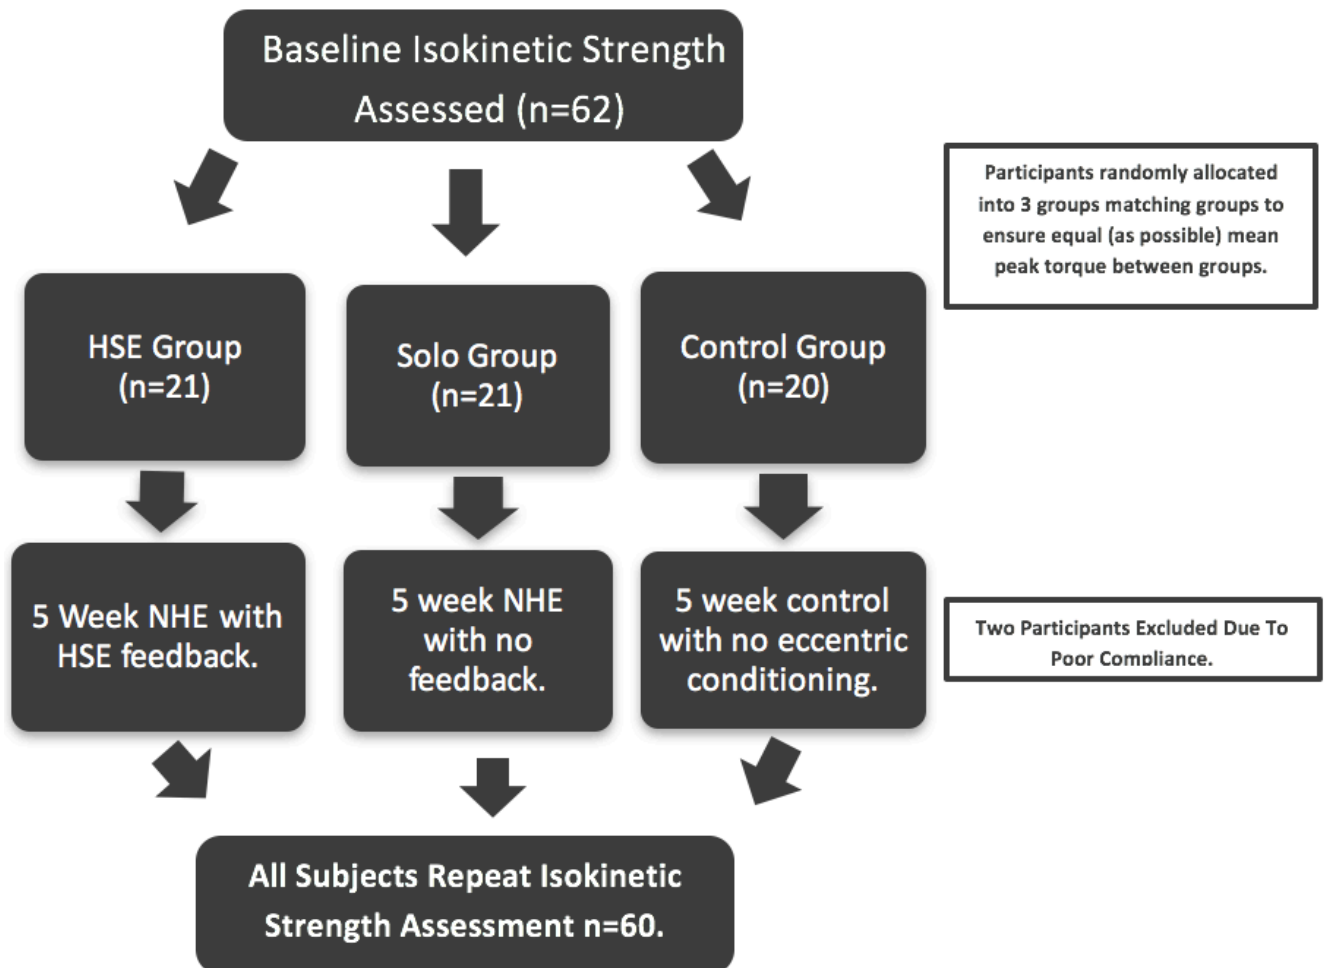 Baseline Isokinetic Strength
Assessed (n=62)
Participants randomly allocated
into 3 groups matching groups to
ensure equal (as possible) mean
peak torque between groups.
HSE Group
(n=21)
Solo Group
(n=21)
Control Group
(n=20)
5 Week NHE with
HSE feedback.
5 week NHE
with no
feedback.
5 week control
with no eccentric
conditioning.
Two Participants Excluded Due To
Poor Compliance.
All Subjects Repeat Isokinetic
Strength Assessment n=60.